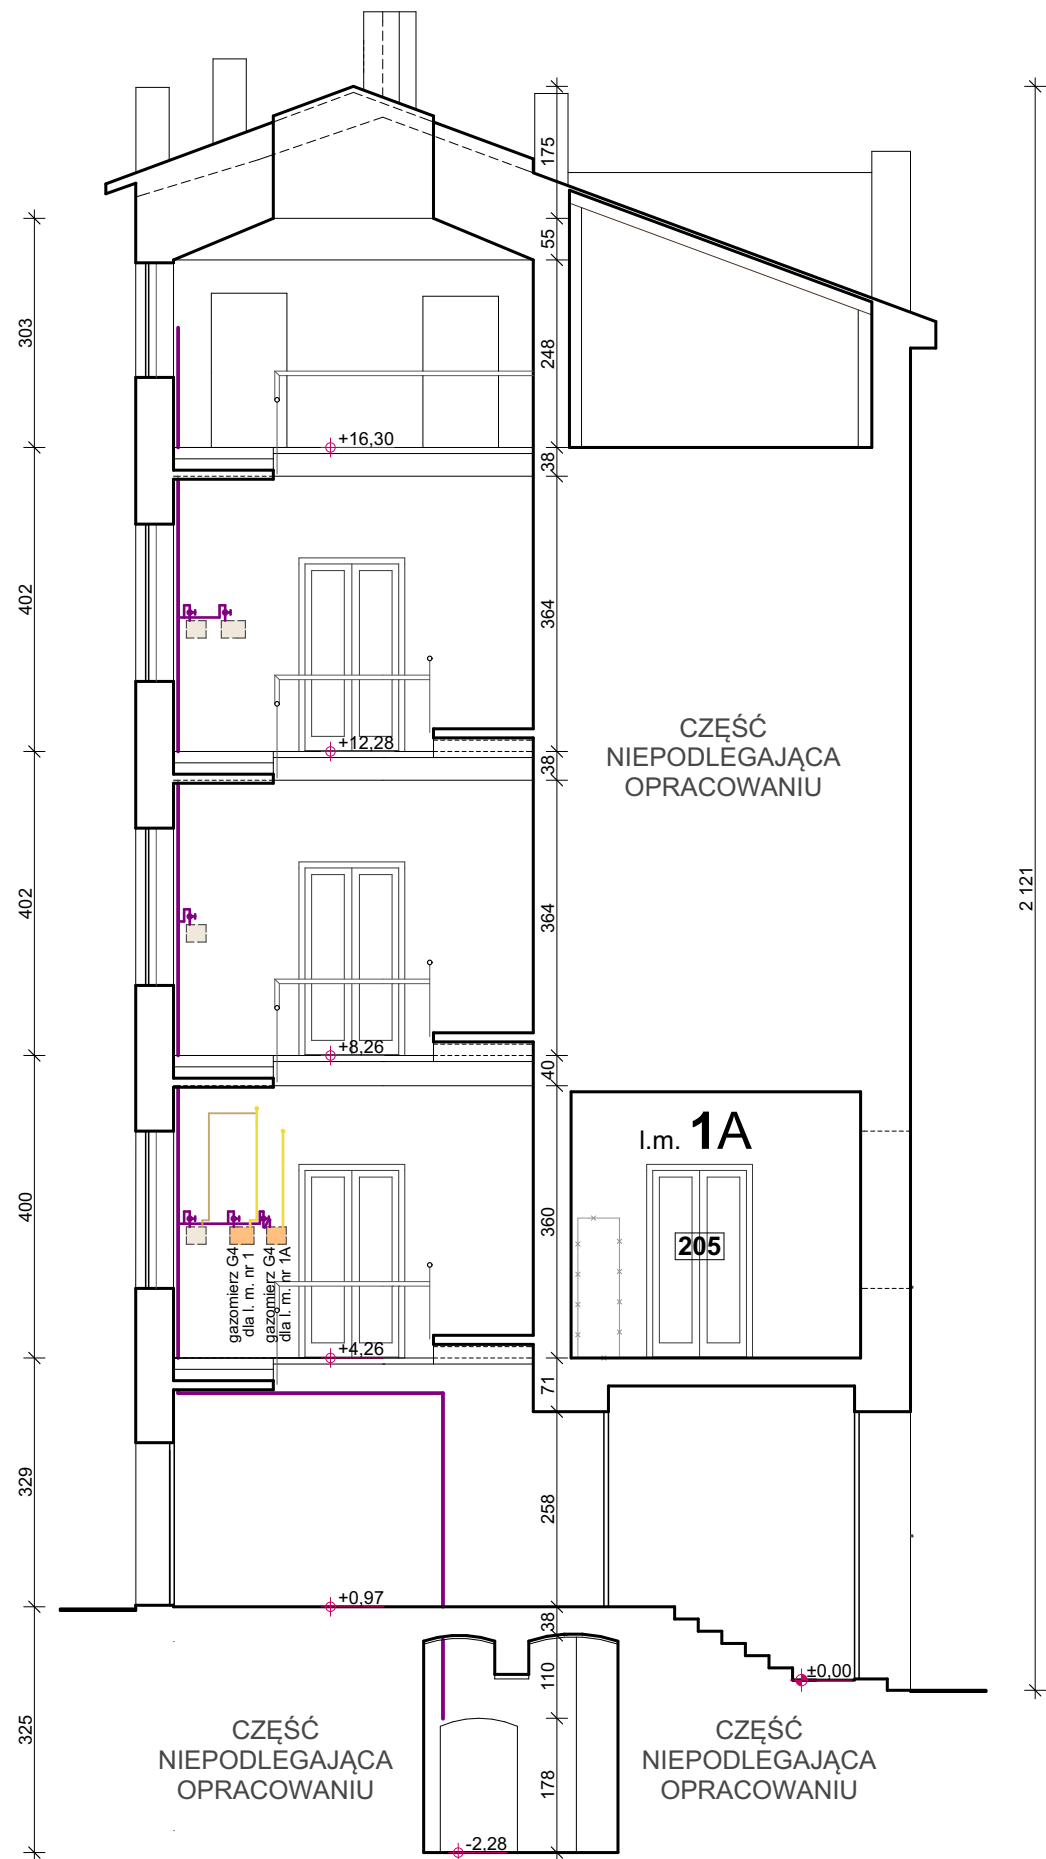 175
55
303
248
+16,30
38
402
364
CZĘŚĆ
NIEPODLEGAJĄCA
OPRACOWANIU
+12,28
38
402
364
2 121
+8,26
40
l.m. 1A
400
360
205
gazomierz G4
dla l. m. nr 1
gazomierz G4
dla l. m. nr 1A
+4,26
71
329
258
+0,97
38
±0,00
110
325
CZĘŚĆ
NIEPODLEGAJĄCA
OPRACOWANIU
CZĘŚĆ
NIEPODLEGAJĄCA
OPRACOWANIU
178
-2,28